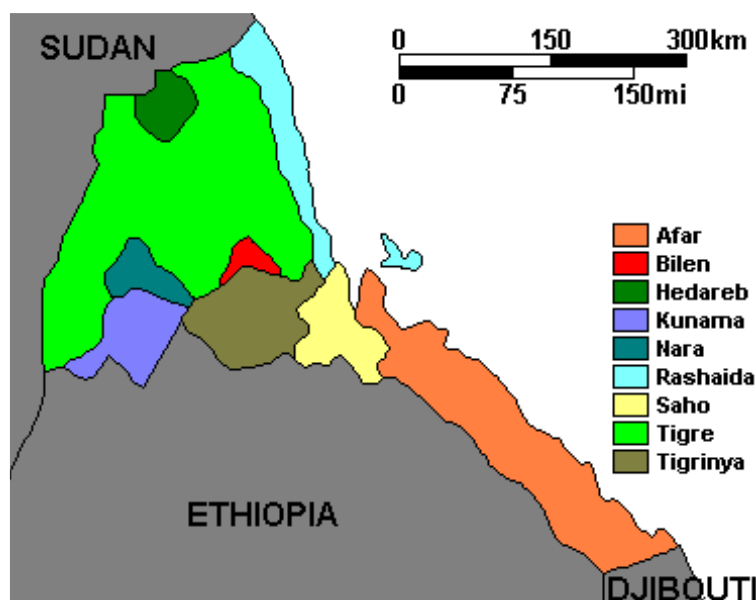 SUDAN
0 150 300km
0 75 150mi
Afar
Bilen
Hedareb
Kunama
Nara
Rashaida
Saho
Tigre
Tigrinya
ETHIOPIA
DJIBOUTI